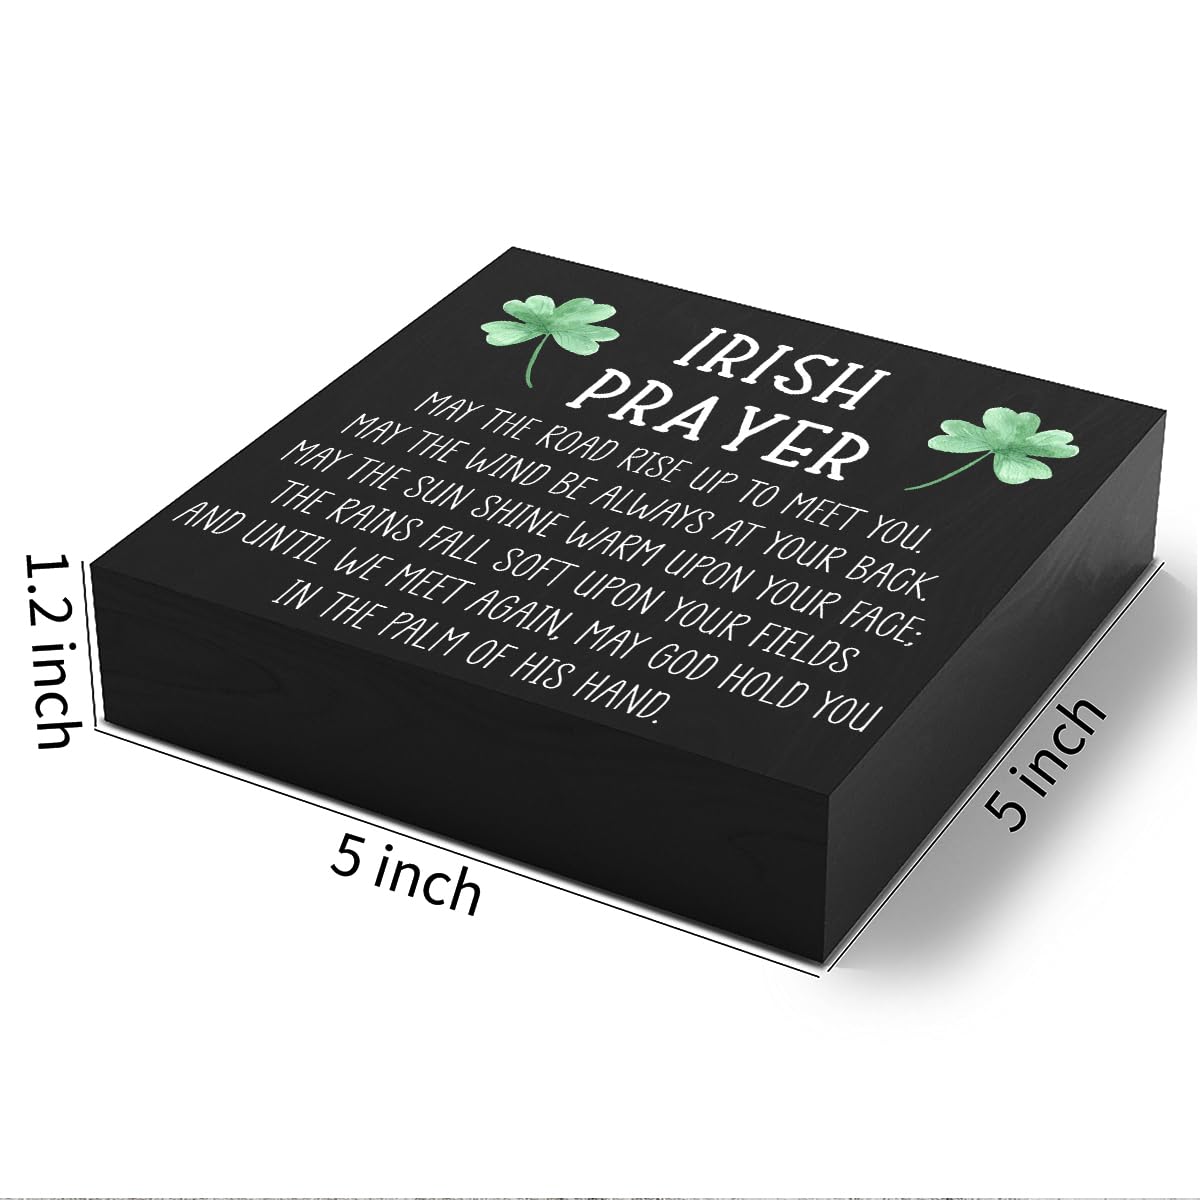 IRISH
PRAYER
MAY THE ROAD RISE UP TO MEET YOU.
MAY THE WIND BE ALWAYS AT YOUR BACK.
MAY THE SUN SHINE WARM UPON YOUR FACE;
THE RAINS FALL SOFT UPON YOUR FIELDS
AND UNTIL WE MEET AGAIN, MAY GOD HOLD YOU
IN THE PALM OF HIS HAND.
1.2 inch
5 inch
5 inch